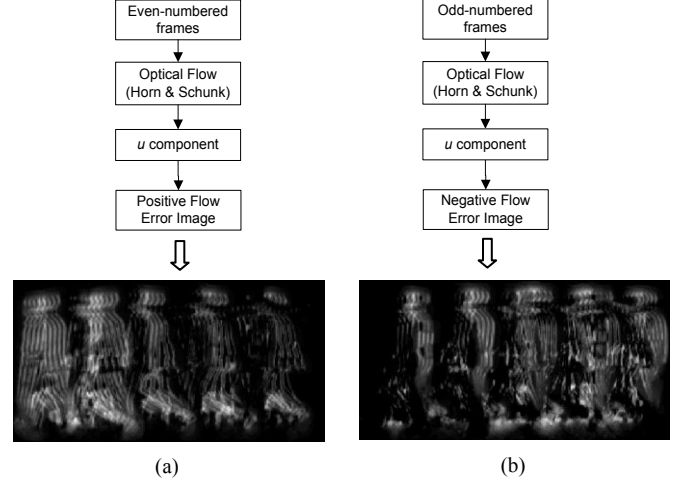 Even-numbered
frames
Optical Flow
(Horn & Schunk)
u component
Positive Flow
Error Image
(a)
Odd-numbered
frames
Optical Flow
(Horn & Schunk)
u component
Negative Flow
Error Image
(b)